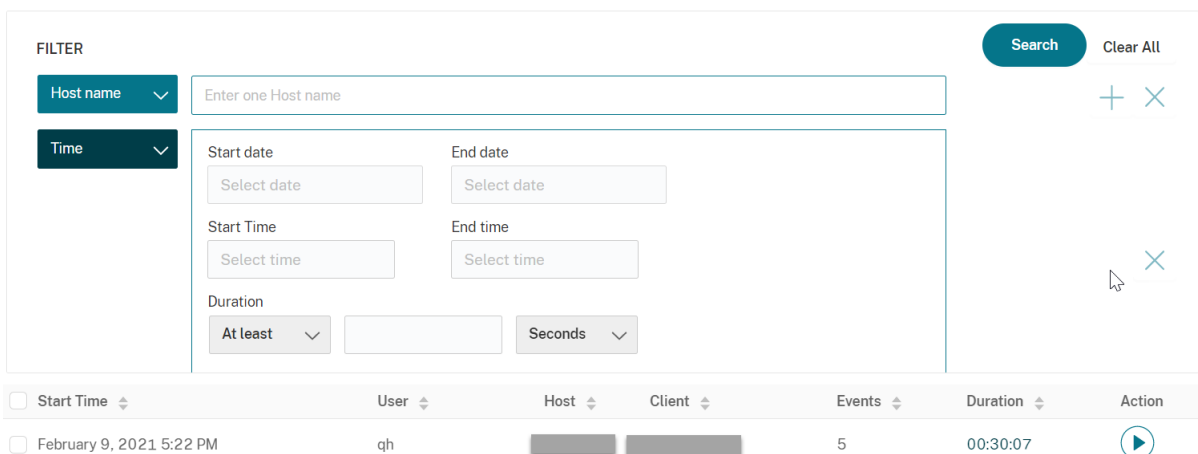 FILTER Search Clear All
Host name Enter one Host name
Time
Start date End date
Select date Select date
Start Time End time
Select time Select time
Duration
At least Seconds
Start Time User Host Client Events Duration Action
February 9, 2021 5:22 PM qh 5 00:30:07